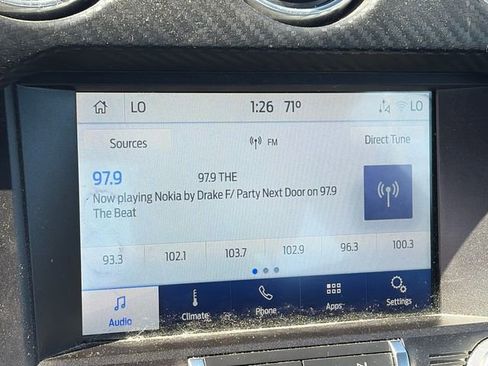 LO 1:26 71° LO
Sources FM Direct Tune
97.9 97.9 THE
Now playing Nokia by Drake F/ Party Next Door on 97.9
The Beat
93.3 102.1 103.7 102.9 96.3 100.3
Audio Climate Phone Apps Settings